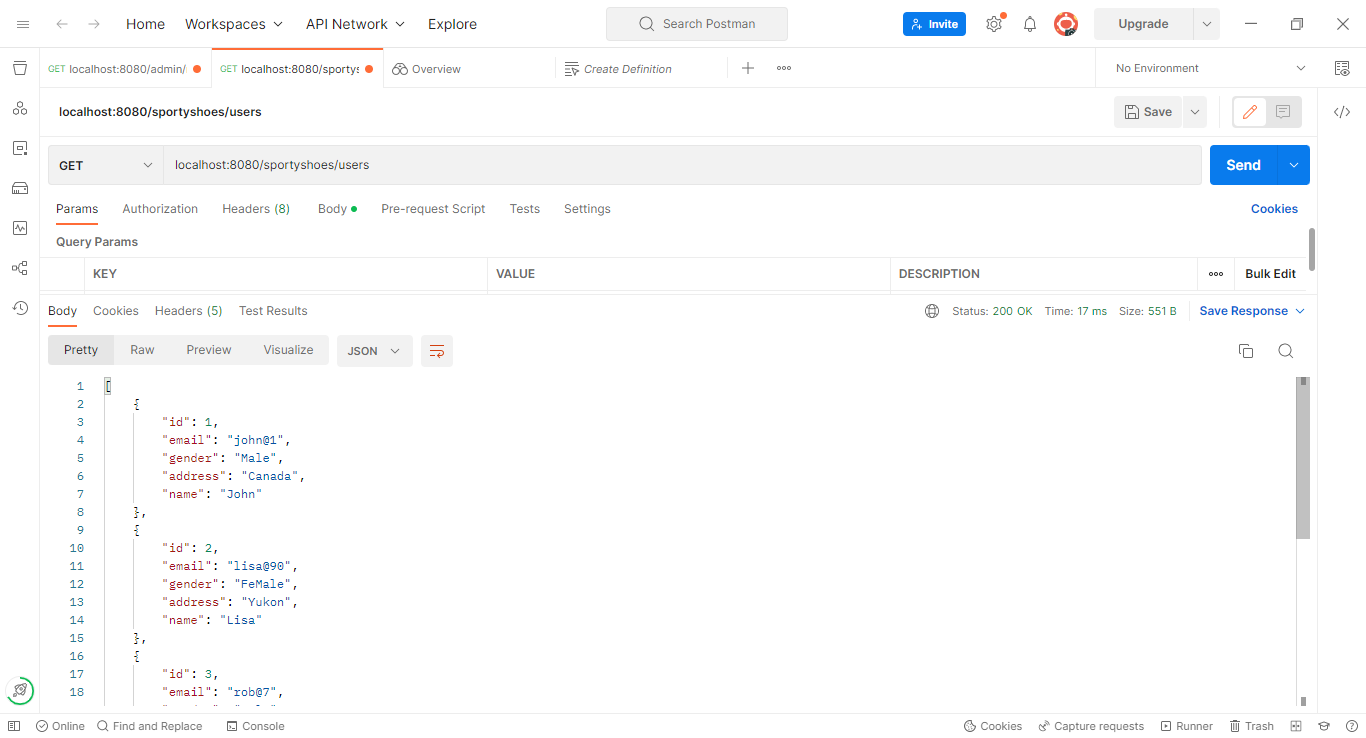 Home Workspaces API Network Explore Search Postman Invite Upgrade
GET localhost:8080/admin/ GET localhost:8080/sportys Overview Create Definition No Environment
localhost:8080/sportyshoes/users Save
GET localhost:8080/sportyshoes/users Send
Params Authorization Headers (8) Body Pre-request Script Tests Settings Cookies
Query Params
KEY VALUE DESCRIPTION Bulk Edit
Body Cookies Headers (5) Test Results Status: 200 OK Time: 17 ms Size: 551 B Save Response
Pretty Raw Preview Visualize JSON
1 [
2 {
3 "id": 1,
4 "email": "john@1",
5 "gender": "Male",
6 "address": "Canada",
7 "name": "John"
8 },
9 {
10 "id": 2,
11 "email": "lisa@90",
12 "gender": "FeMale",
13 "address": "Yukon",
14 "name": "Lisa"
15 },
16 {
17 "id": 3,
18 "email": "rob@7",
Online Find and Replace Console Cookies Capture requests Runner Trash